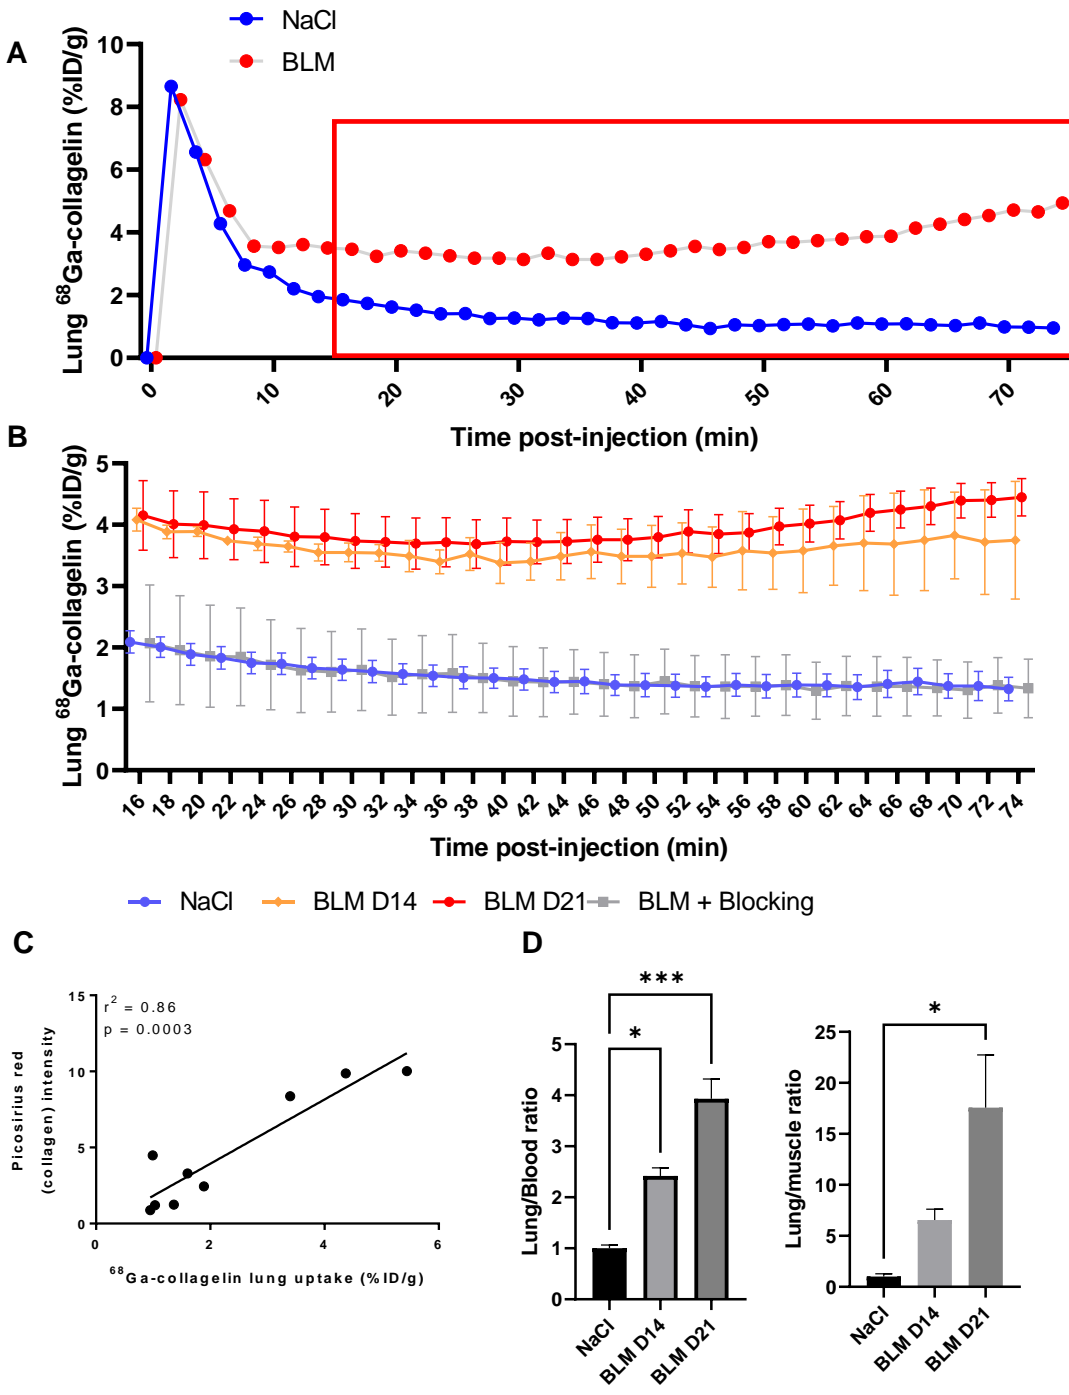 A
NaCl
BLM
Lung 68Ga-collagelin (%ID/g)
10
8
6
4
2
0
0 10 20 30 40 50 60 70
Time post-injection (min)
B
Lung 68Ga-collagelin (%ID/g)
5
4
3
2
1
0
16 18 20 22 24 26 28 30 32 34 36 38 40 42 44 46 48 50 52 54 56 58 60 62 64 66 68 70 72 74
Time post-injection (min)
NaCl BLM D14 BLM D21 BLM + Blocking
C
Picosirius red
(collagen) intensity
15
10
5
0
r2 = 0.86
p = 0.0003
0 2 4 6
68Ga-collagelin lung uptake (%ID/g)
D
Lung/Blood ratio
5
4
3
2
1
0
***
*
NaCl BLM D14 BLM D21
Lung/muscle ratio
25
20
15
10
5
0
*
NaCl BLM D14 BLM D21